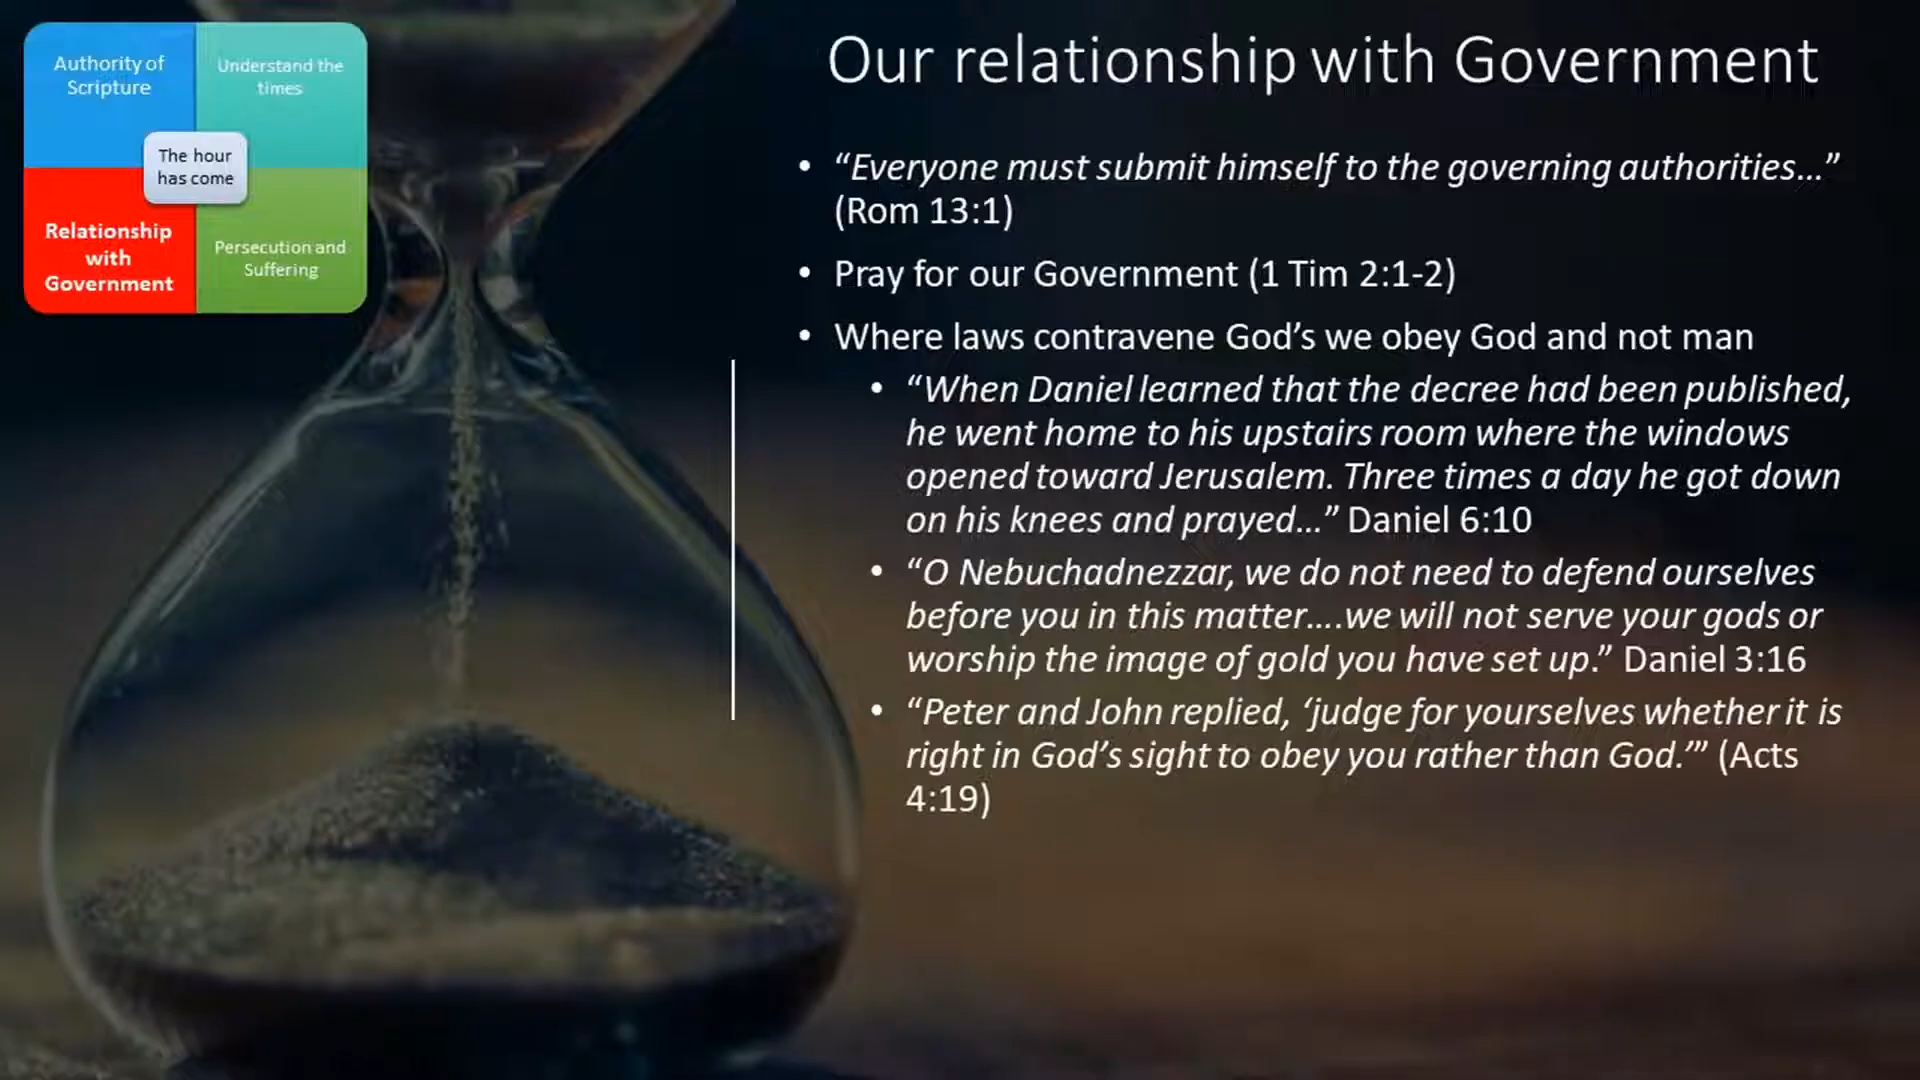 Authority of
Scripture
Understand the
times
The hour
has come
Relationship
with
Government
Persecution and
Suffering
Our relationship with Government
• “Everyone must submit himself to the governing authorities…”
(Rom 13:1)
• Pray for our Government (1 Tim 2:1-2)
• Where laws contravene God’s we obey God and not man
• “When Daniel learned that the decree had been published,
he went home to his upstairs room where the windows
opened toward Jerusalem. Three times a day he got down
on his knees and prayed…” Daniel 6:10
• “O Nebuchadnezzar, we do not need to defend ourselves
before you in this matter….we will not serve your gods or
worship the image of gold you have set up.” Daniel 3:16
• “Peter and John replied, ‘judge for yourselves whether it is
right in God’s sight to obey you rather than God.’” (Acts
4:19)